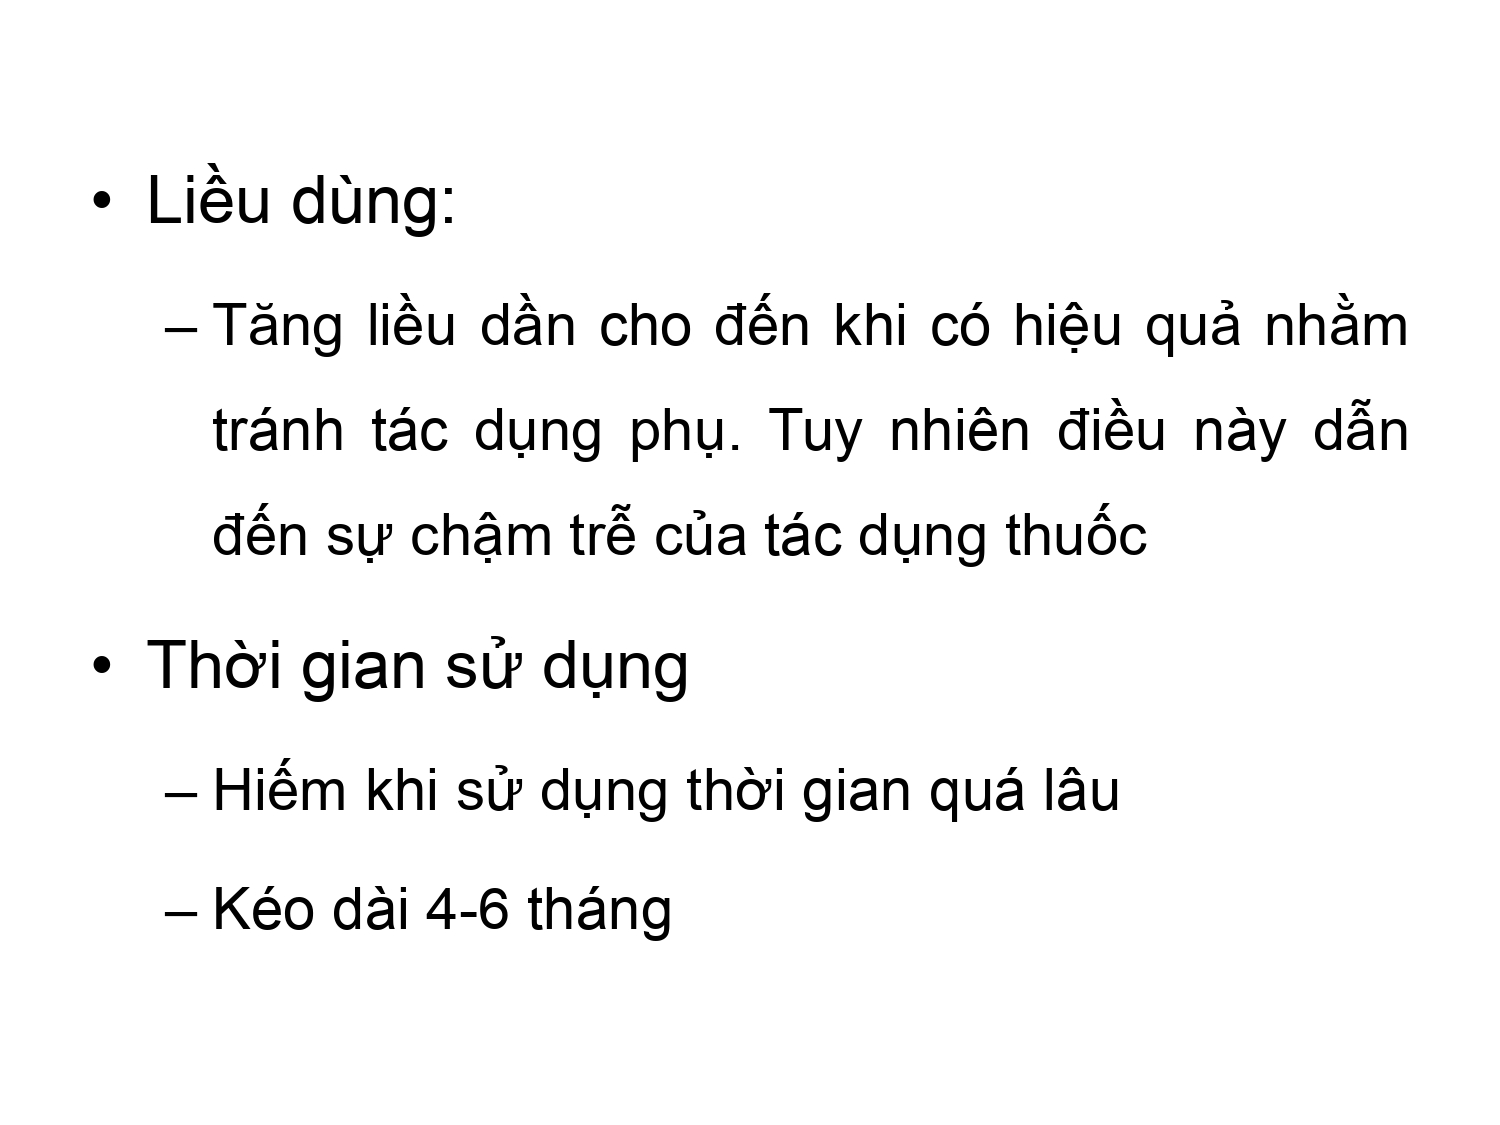 • Liều dùng:
– Tăng liều dần cho đến khi có hiệu quả nhằm
tránh tác dụng phụ. Tuy nhiên điều này dẫn
đến sự chậm trễ của tác dụng thuốc
• Thời gian sử dụng
– Hiếm khi sử dụng thời gian quá lâu
– Kéo dài 4-6 tháng